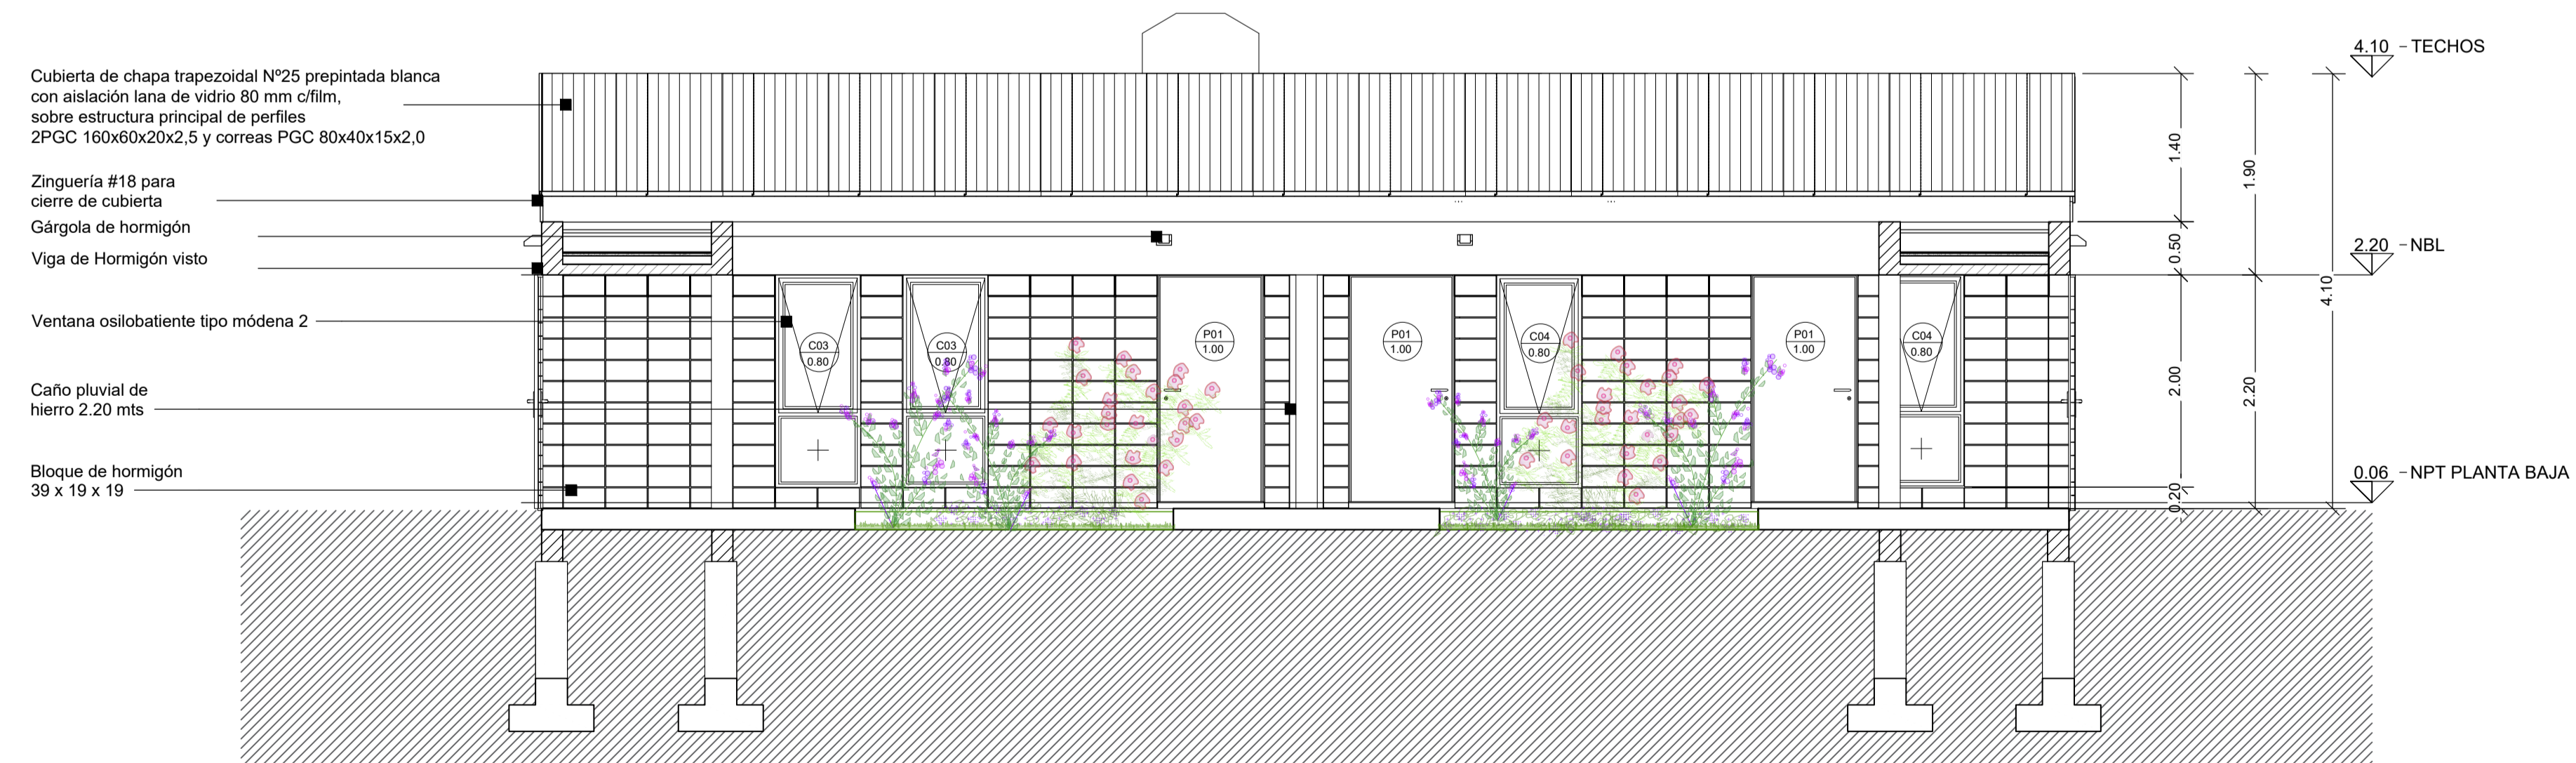 Cubierta de chapa trapezoidal Nº25 prepintada blanca
con aislación lana de vidrio 80 mm c/film,
sobre estructura principal de perfiles
2PGC 160x60x20x2,5 y correas PGC 80x40x15x2,0
Zinguería #18 para
cierre de cubierta
Gárgola de hormigón
Viga de Hormigón visto
Ventana osilobatiente tipo módena 2
Caño pluvial de
hierro 2.20 mts
Bloque de hormigón
39 x 19 x 19
C03
0.80
C03
0.80
P01
1.00
P01
1.00
C04
0.80
P01
1.00
C04
0.80
1.40
0.50
2.00
0.20
1.90
2.20
4.10
4.10 - TECHOS
2.20 - NBL
0.06 - NPT PLANTA BAJA